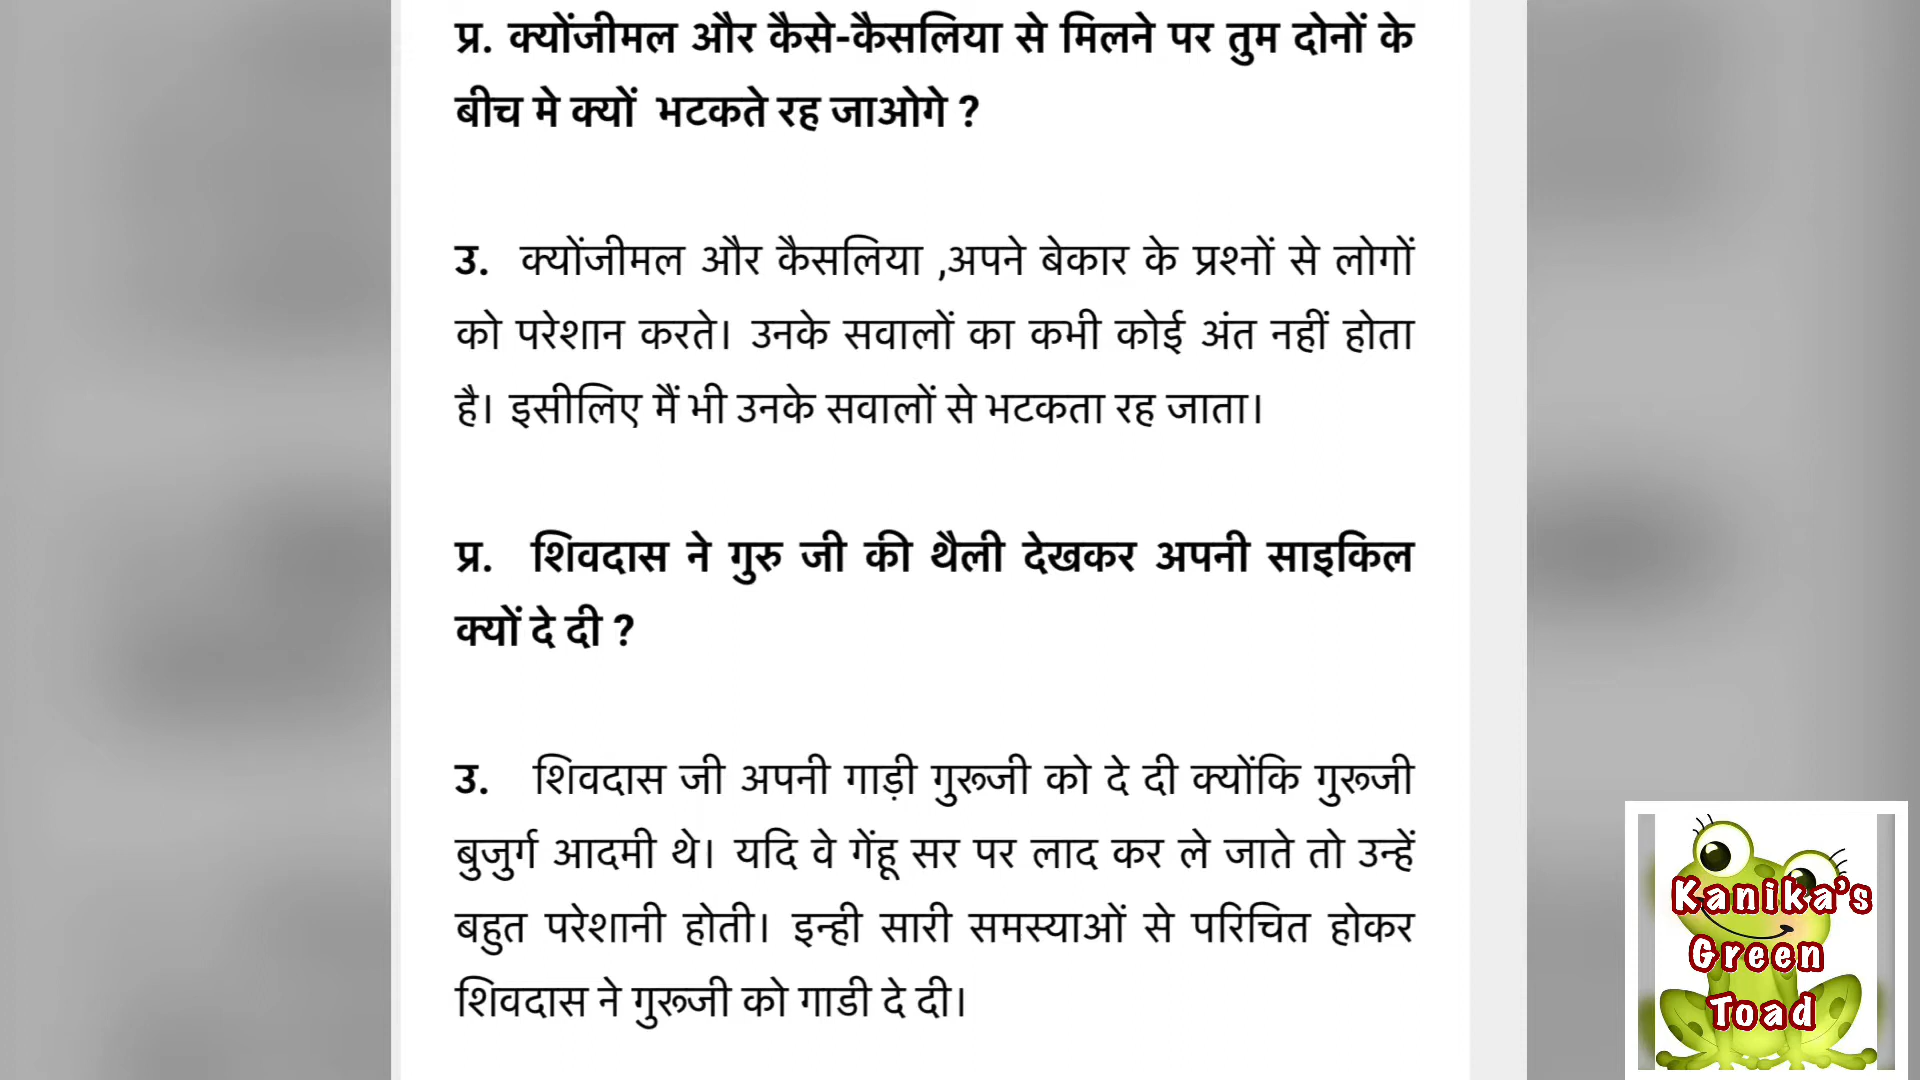 प्र. क्योंजीमल और कैसे-कैसलिया से मिलने पर तुम दोनों के
बीच मे क्यों भटकते रह जाओगे ?
उ. क्योंजीमल और कैसलिया ,अपने बेकार के प्रश्नों से लोगों
को परेशान करते। उनके सवालों का कभी कोई अंत नहीं होता
है। इसीलिए मैं भी उनके सवालों से भटकता रह जाता।
प्र. शिवदास ने गुरु जी की थैली देखकर अपनी साइकिल
क्यों दे दी ?
उ. शिवदास जी अपनी गाड़ी गुरूजी को दे दी क्योंकि गुरूजी
बुजुर्ग आदमी थे। यदि वे गेंहू सर पर लाद कर ले जाते तो उन्हें
बहुत परेशानी होती। इन्ही सारी समस्याओं से परिचित होकर
शिवदास ने गुरूजी को गाडी दे दी।
Kanika's
Green
Toad